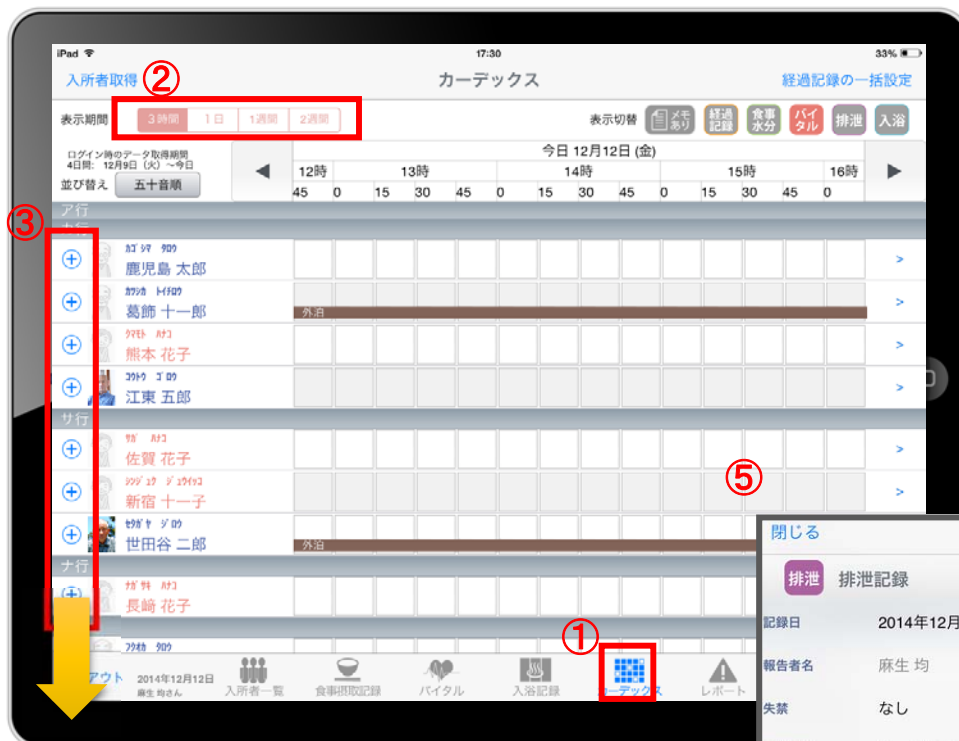 iPad 17:30 33%
入所者取得 ② カーデックス 経過記録の一括設定
表示期間 3時間 1日 1週間 2週間 表示切替 メモあり 経過記録 食事水分 バイタル 排泄 入浴
ログイン時のデータ取得期間
4日間: 12月9日（火）～今日
今日 12月12日 (金)
◀ 12時 13時 14時 15時 16時 ▶
並び替え 五十音順
45 0 15 30 45 0 15 30 45 0 15 30 45 0
ア行
カ行
③
カゴシマ タロウ
鹿児島 太郎 >
カツシカ トイチロウ
葛飾 十一郎 >
外泊
クマモト ハナコ
熊本 花子 >
コウトウ ゴロウ
江東 五郎 >
サ行
サガ ハナコ
佐賀 花子 >
⑤
シンジュク ジュウイッコ
新宿 十一子 >
セタガヤ ジロウ
世田谷 二郎
外泊
ナ行
ナガサキ ハナコ
長崎 花子
フクオカ タロウ
①
アウト 2014年12月12日
麻生 均さん
入所者一覧 食事摂取記録 バイタル 入浴記録 カーデックス レポート
閉じる
排泄 排泄記録
記録日 2014年12月
報告者名 麻生 均
失禁 なし